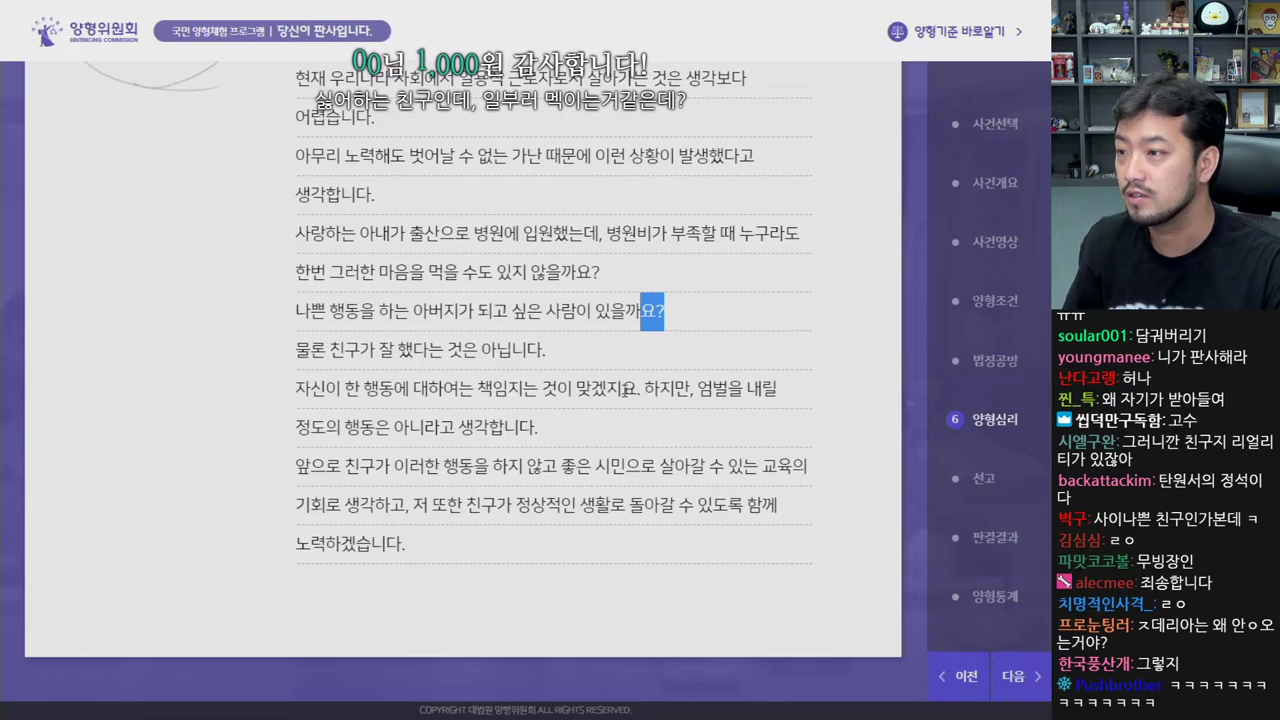 양형위원회
SENTENCING COMMISSION
국민 양형체험 프로그램 | 당신이 판사입니다.
양형기준 바로알기
00님 1,000원 감사합니다!
싫어하는 친구인데, 일부러 멕이는거같은데?
현재 우리나라 사회에서 일용직 근로자로서 살아가는 것은 생각보다
어렵습니다.
아무리 노력해도 벗어날 수 없는 가난 때문에 이런 상황이 발생했다고
생각합니다.
사랑하는 아내가 출산으로 병원에 입원했는데, 병원비가 부족할 때 누구라도
한번 그러한 마음을 먹을 수도 있지 않을까요?
나쁜 행동을 하는 아버지가 되고 싶은 사람이 있을까요?
물론 친구가 잘 했다는 것은 아닙니다.
자신이 한 행동에 대하여는 책임지는 것이 맞겠지요. 하지만, 엄벌을 내릴
정도의 행동은 아니라고 생각합니다.
앞으로 친구가 이러한 행동을 하지 않고 좋은 시민으로 살아갈 수 있는 교육의
기회로 생각하고, 저 또한 친구가 정상적인 생활로 돌아갈 수 있도록 함께
노력하겠습니다.
사건선택
사건개요
사건영상
양형조건
법정공방
6 양형심리
선고
판결결과
양형통계
이전
다음
COPYRIGHT 대법원 양형위원회 ALL RIGHTS RESERVED.
ㅠㅠ
soular001: 담궈버리기
youngmanee: 니가 판사해라
난다고랭: 허나
찐_특: 왜 자기가 받아들여
씹덕만구독함: 고수
시엘구완: 그러니깐 친구지 리얼리
티가 있잖아
backattackim: 탄원서의 정석이
다
벅구: 사이나쁜 친구인가본데 ㅋ
김심심: ㄹㅇ
파맛코코볼: 무빙장인
alecmee: 죄송합니다
치명적인사격_: ㄹㅇ
프로눈팅러: ㅈ데리아는 왜 안ㅇ오
는거야?
한국풍산개: 그렇지
Pushbrother: ㅋㅋㅋㅋㅋㅋㅋ
ㅋㅋㅋㅋㅋㅋㅋ